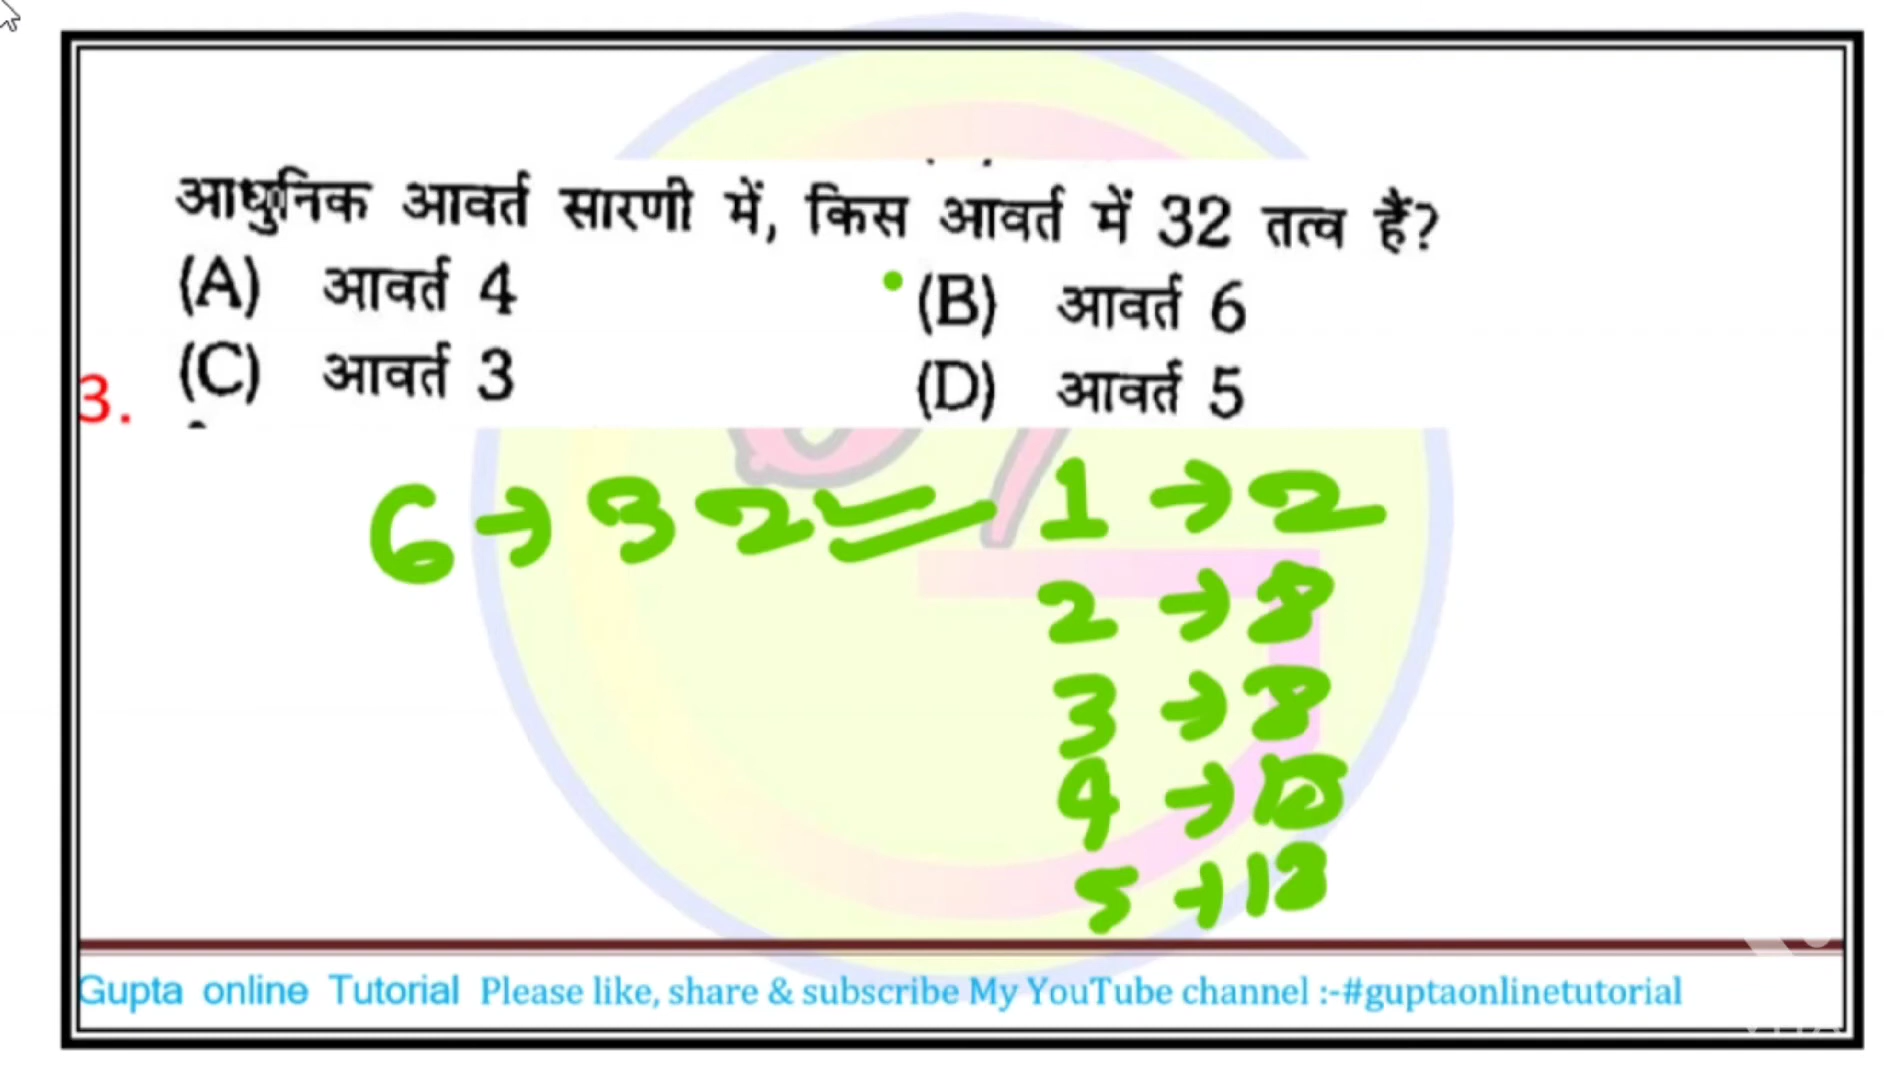 आधुनिक आवर्त सारणी में, किस आवर्त में 32 तत्व हैं?
(A) आवर्त 4 (B) आवर्त 6
(C) आवर्त 3 (D) आवर्त 5
3.
6 → 32 1 → 2
2 → 8
3 → 8
4 → 18
5 → 18
Gupta online Tutorial Please like, share & subscribe My YouTube channel :-#guptaonlinetutorial